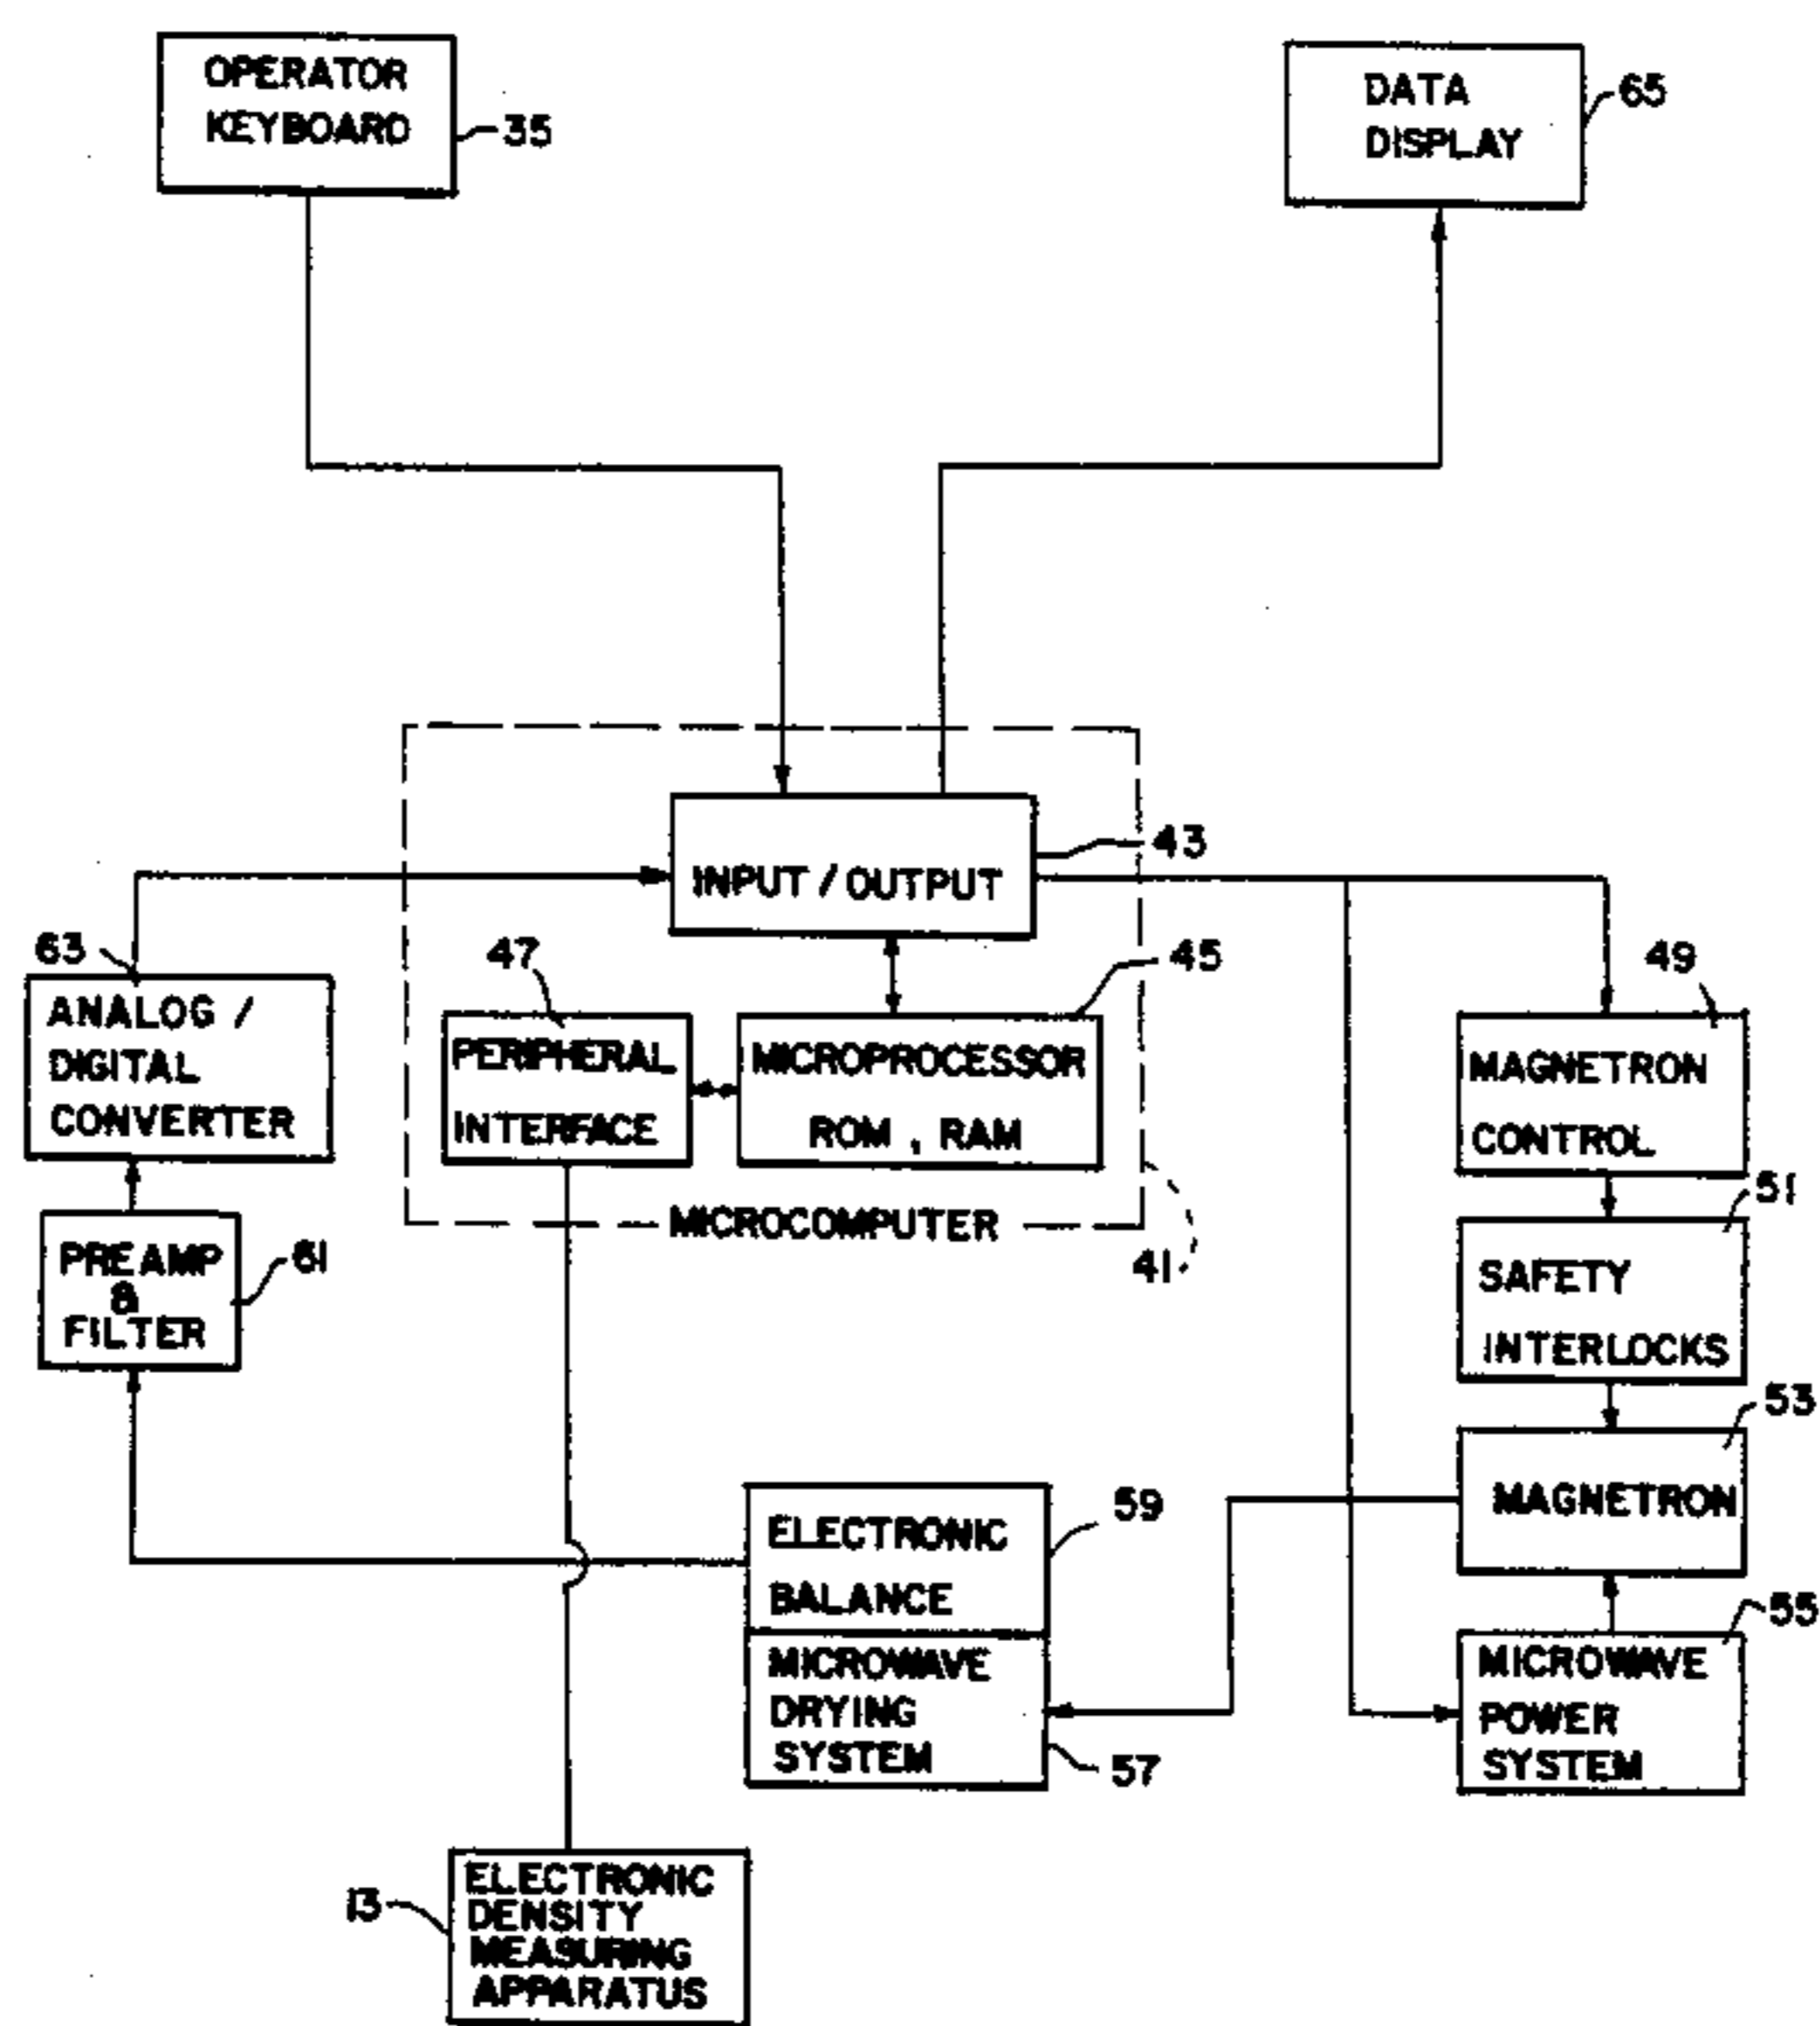 OPERATOR
KEYBOARD
35
DATA
DISPLAY
65
INPUT / OUTPUT
43
63
ANALOG /
DIGITAL
CONVERTER
47
PERIPHERAL
INTERFACE
45
MICROPROCESSOR
ROM , RAM
MICROCOMPUTER
41
49
MAGNETRON
CONTROL
PREAMP
&
FILTER
61
51
SAFETY
INTERLOCKS
53
MAGNETRON
ELECTRONIC
BALANCE
59
MICROWAVE
DRYING
SYSTEM
57
55
MICROWAVE
POWER
SYSTEM
13
ELECTRONIC
DENSITY
MEASURING
APPARATUS